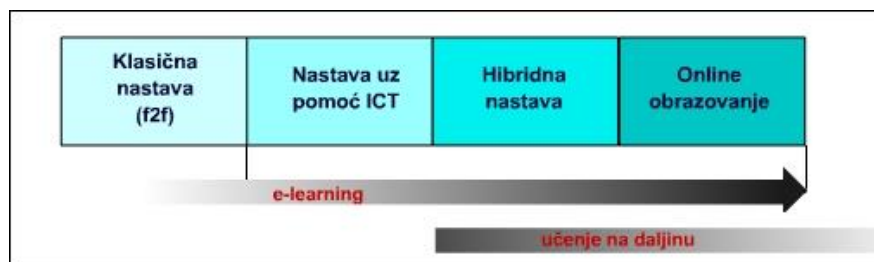 Klasična
nastava
(f2f)
Nastava uz
pomoć ICT
Hibridna
nastava
Online
obrazovanje
e-learning
učenje na daljinu